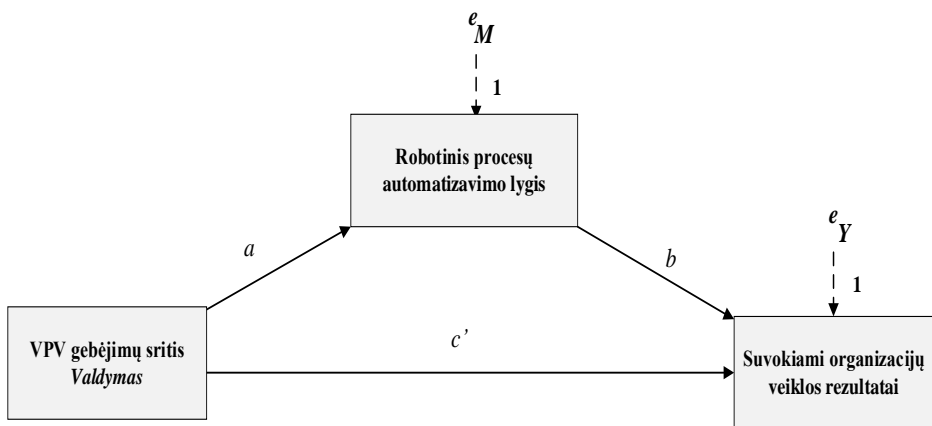 e M
1
Robotinis procesų
automatizavimo lygis
a
b
e Y
1
VPV gebėjimų sritis
Valdymas
c’
Suvokiami organizacijų
veiklos rezultatai